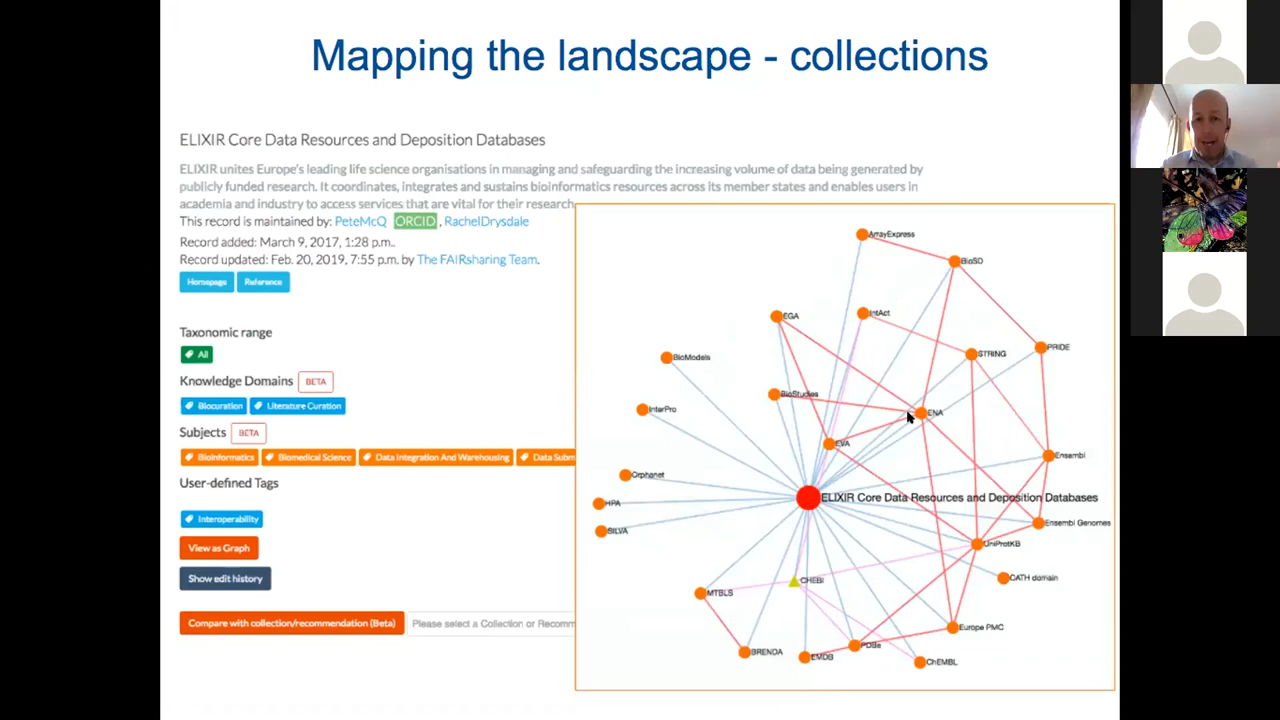 Mapping the landscape - collections
ELIXIR Core Data Resources and Deposition Databases
ELIXIR unites Europe's leading life science organisations in managing and safeguarding the increasing volume of data being generated by
publicly funded research. It coordinates, integrates and sustains bioinformatics resources across its member states and enables users in
academia and industry to access services that are vital for their research.
This record is maintained by: PeteMcQ ORCID , RachelDrysdale
Record added: March 9, 2017, 1:28 p.m..
Record updated: Feb. 20, 2019, 7:55 p.m. by The FAIRsharing Team.
Homepage Reference
Taxonomic range
All
Knowledge Domains BETA
Biocuration Literature Curation
Subjects BETA
Bioinformatics Biomedical Science Data Integration And Warehousing Data Subm
User-defined Tags
Interoperability
View as Graph
Show edit history
Compare with collection/recommendation (Beta) Please select a Collection or Recomm
ArrayExpress
BioSD
EGA
IntAct
PRIDE
STRING
BioModels
BioStudies
InterPro
ENA
EVA
Ensembl
Orphanet
ELIXIR Core Data Resources and Deposition Databases
HPA
Ensembl Genomes
SILVA
UniProtKB
CATH domain
CHEBI
MTBLS
Europe PMC
PDBe
BRENDA
EMDB
ChEMBL